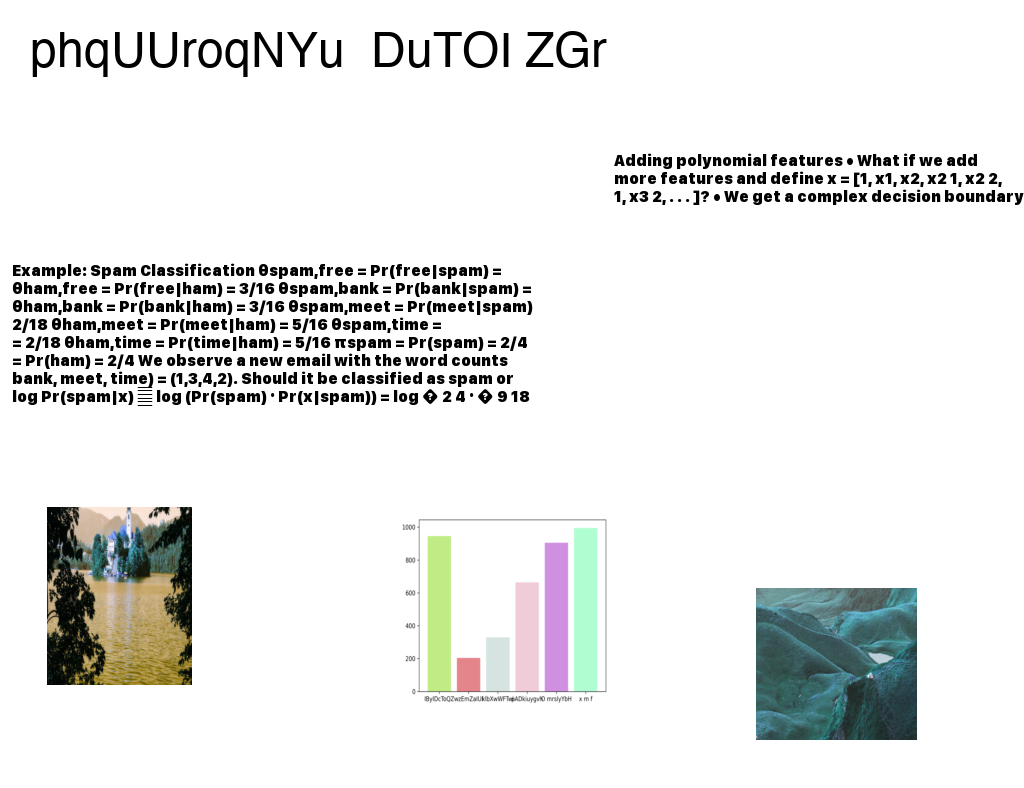 phqUUroqNYu DuTOI ZGr
Adding polynomial features • What if we add
more features and define x = [1, x1, x2, x2 1, x2 2,
1, x3 2, . . . ]? • We get a complex decision boundary
Example: Spam Classification θspam,free = Pr(free|spam) =
θham,free = Pr(free|ham) = 3/16 θspam,bank = Pr(bank|spam) =
θham,bank = Pr(bank|ham) = 3/16 θspam,meet = Pr(meet|spam)
2/18 θham,meet = Pr(meet|ham) = 5/16 θspam,time =
= 2/18 θham,time = Pr(time|ham) = 5/16 πspam = Pr(spam) = 2/4
= Pr(ham) = 2/4 We observe a new email with the word counts
bank, meet, time) = (1,3,4,2). Should it be classified as spam or
log Pr(spam|x) log (Pr(spam) · Pr(x|spam)) = log � 2 4 · � 9 18
1000
800
600
400
200
0
x m f